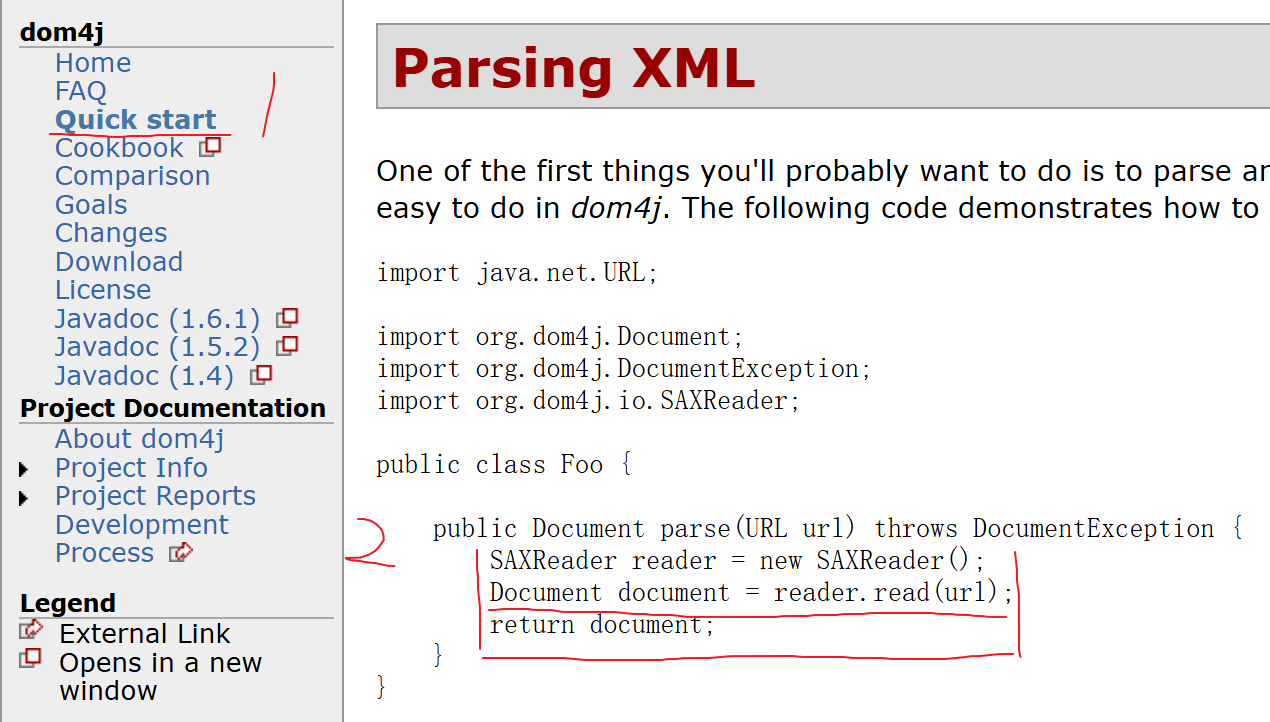 dom4j
Home
FAQ
Quick start
Cookbook
Comparison
Goals
Changes
Download
License
Javadoc (1.6.1)
Javadoc (1.5.2)
Javadoc (1.4)
Project Documentation
About dom4j
Project Info
Project Reports
Development
Process
Legend
External Link
Opens in a new
window
1
Parsing XML
One of the first things you'll probably want to do is to parse an
easy to do in dom4j. The following code demonstrates how to
import java.net.URL;
import org.dom4j.Document;
import org.dom4j.DocumentException;
import org.dom4j.io.SAXReader;
public class Foo {
2
public Document parse(URL url) throws DocumentException {
SAXReader reader = new SAXReader();
Document document = reader.read(url);
return document;
}
}